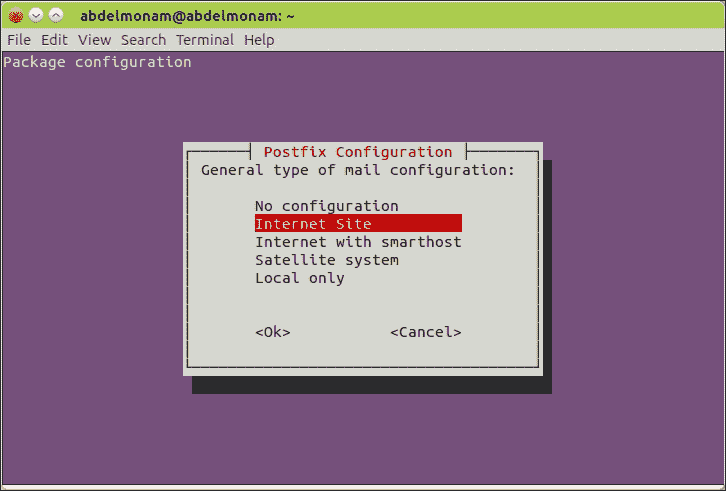 abdelmonam@abdelmonam: ~
File Edit View Search Terminal Help
Package configuration
Postfix Configuration
General type of mail configuration:
No configuration
Internet Site
Internet with smarthost
Satellite system
Local only
<Ok> <Cancel>